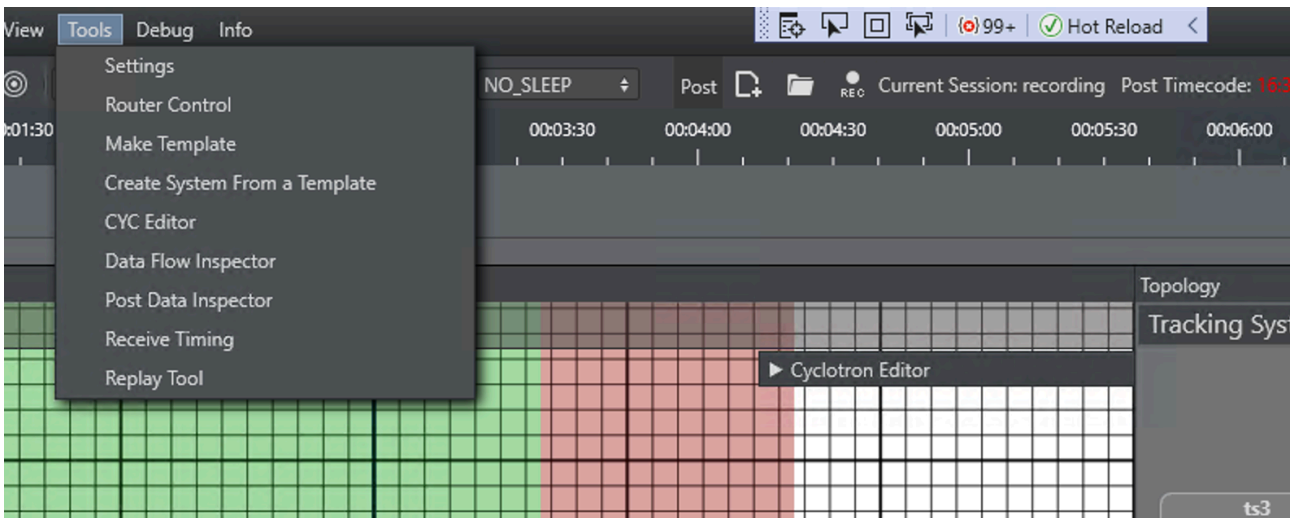 View Tools Debug Info
99+ Hot Reload
Settings
NO_SLEEP Post REC Current Session: recording Post Timecode:
Router Control
00:03:30 00:04:00 00:04:30 00:05:00 00:05:30 00:06:00
Make Template
Create System From a Template
CYC Editor
Data Flow Inspector
Post Data Inspector
Receive Timing
Replay Tool
Topology
Tracking
Cyclotron Editor
ts3